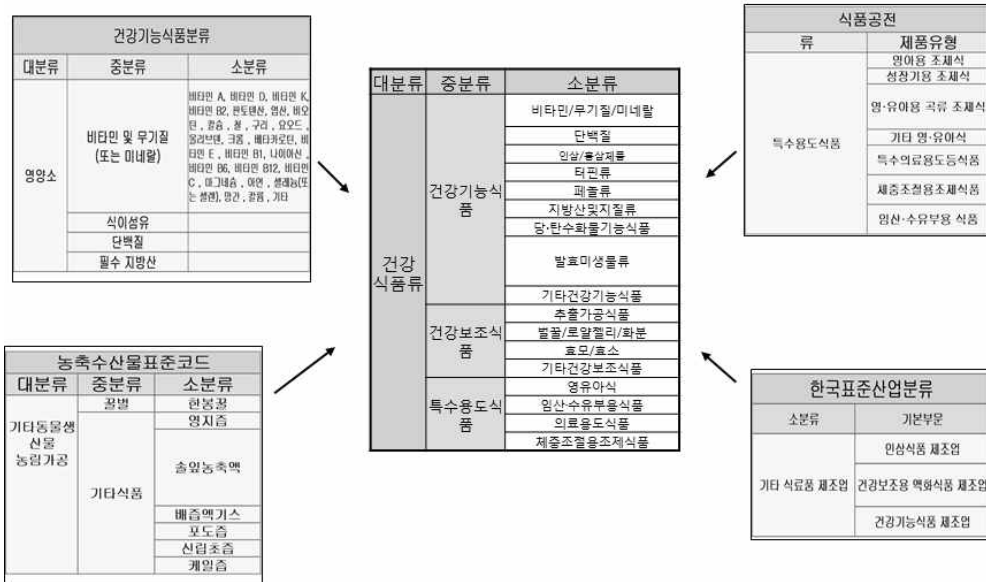 건강기능식품분류
대분류 중분류 소분류
영양소
비타민 및 무기질
(또는 미네랄)
비타민 A, 비타민 D, 비타민 K,
비타민 B2, 판토텐산, 엽산, 비오
틴, 칼슘, 철, 구리, 요오드,
몰리브덴, 크롬, 베타카로틴, 비
타민 E, 비타민 B1, 나이아신,
비타민 B6, 비타민 B12, 비타민
C, 마그네슘, 아연, 셀레늄(또
는 셀렌), 망간, 칼륨, 기타
식이섬유
단백질
필수 지방산
농축수산물표준코드
대분류 중분류 소분류
기타동물생
산물
농림가공
꿀벌 한봉꿀
기타식품
영지즙
솔잎농축액
배즙엑기스
포도즙
신립초즙
케일즙
대분류 중분류 소분류
건강
식품류
건강기능식
품
비타민/무기질/미네랄
단백질
인삼/홍삼제품
터핀류
페놀류
지방산및지질류
당·탄수화물기능식품
발효미생물류
기타건강기능식품
건강보조식
품
추출가공식품
벌꿀/로얄젤리/화분
효모/효소
기타건강보조식품
특수용도식
품
영유아식
임산·수유부용식품
의료용도식품
체중조절용조제식품
식품공전
류 제품유형
특수용도식품
영아용 조제식
성장기용 조제식
영·유아용 곡류 조제식
기타 영·유아식
특수의료용도등식품
체중조절용조제식품
임산·수유부용 식품
한국표준산업분류
소분류 기본부문
기타 식료품 제조업
인삼식품 제조업
건강보조용 액화식품 제조업
건강기능식품 제조업